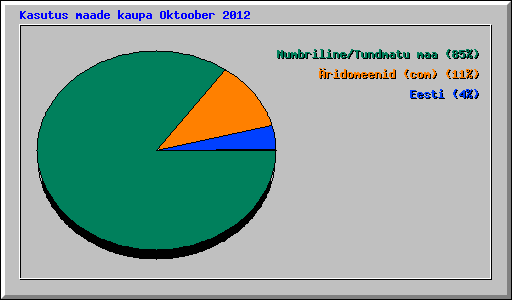 Kasutus maade kaupa Oktoober 2012
Numbriline/Tundmatu maa (85%)
Äridomeenid (com) (11%)
Eesti (4%)